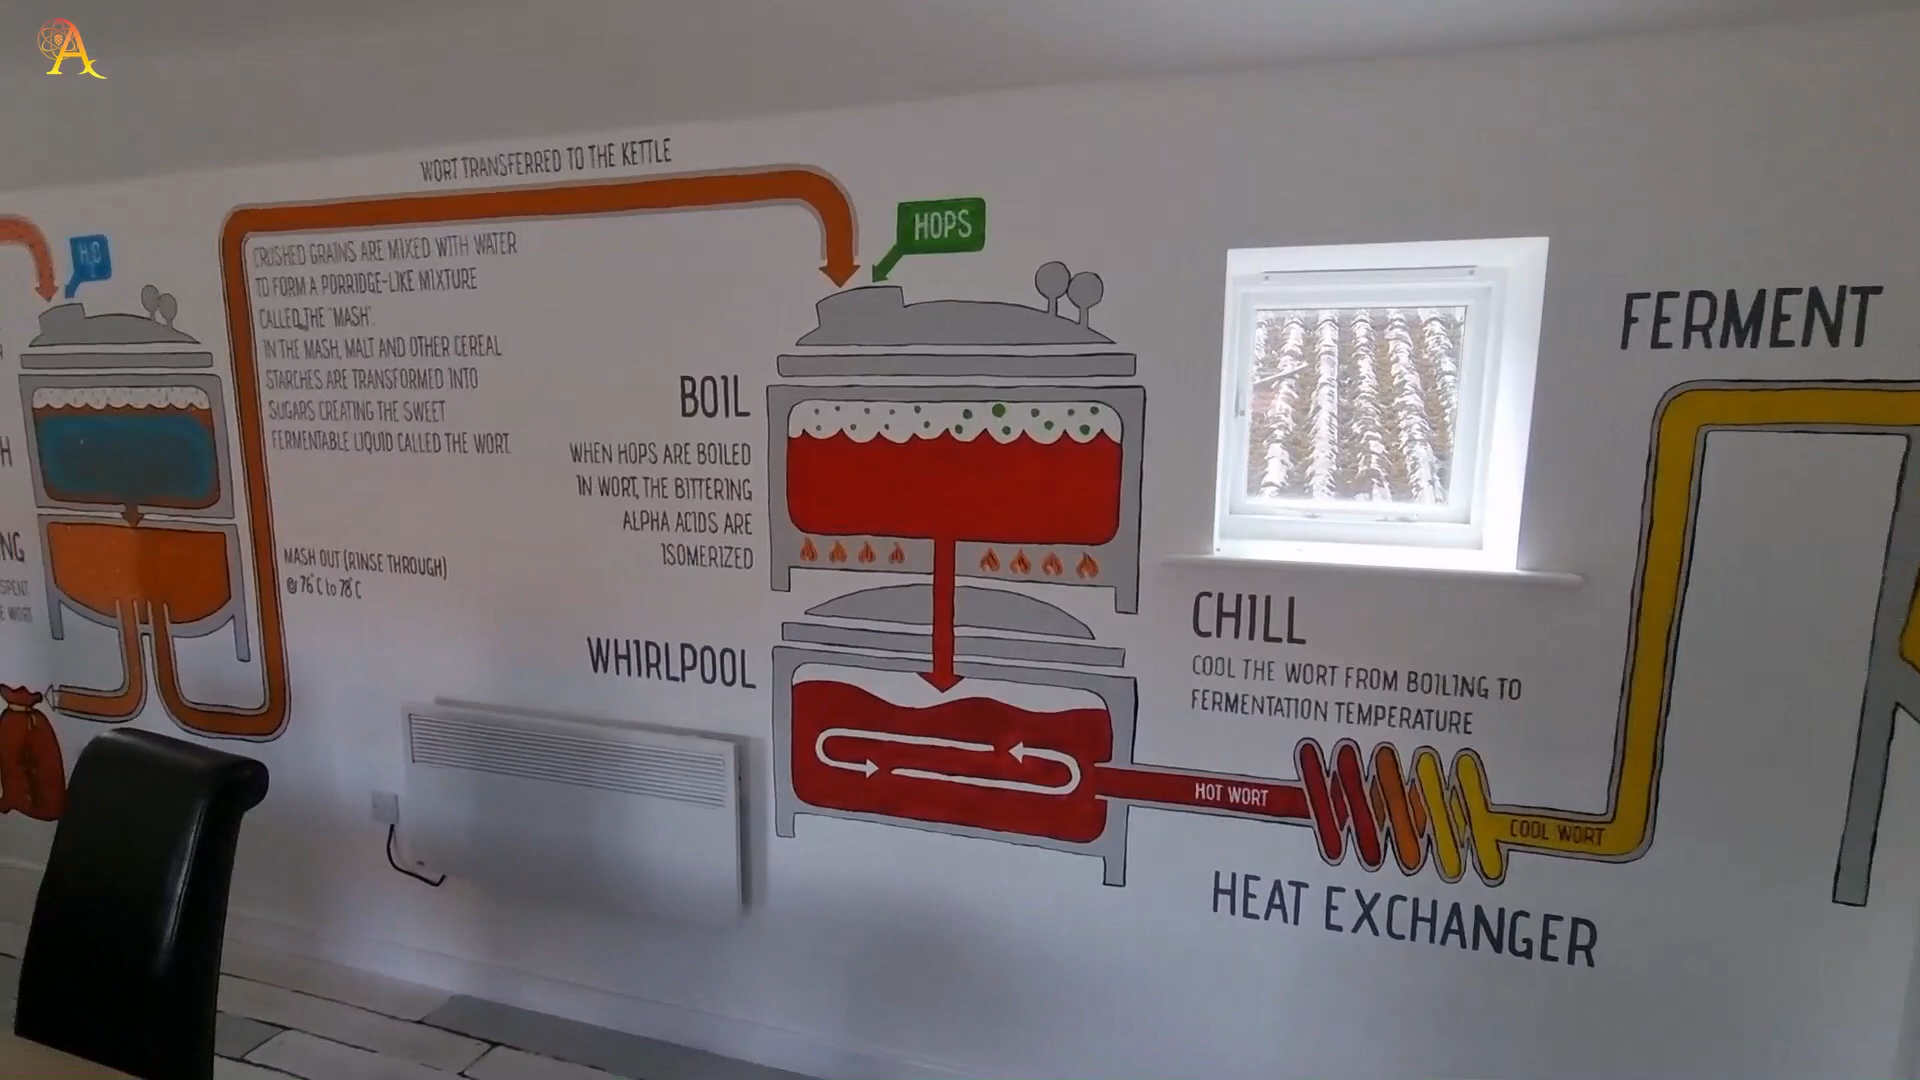 WORT TRANSFERRED TO THE KETTLE
H2O
CRUSHED GRAINS ARE MIXED WITH WATER
TO FORM A PORRIDGE-LIKE MIXTURE
CALLED THE "MASH".
IN THE MASH, MALT AND OTHER CEREAL
STARCHES ARE TRANSFORMED INTO
SUGARS CREATING THE SWEET
FERMENTABLE LIQUID CALLED THE WORT.
MASH OUT (RINSE THROUGH)
@ 76°C to 78°C
H
NG
SPENT
WORT
HOPS
BOIL
WHEN HOPS ARE BOILED
IN WORT, THE BITTERING
ALPHA ACIDS ARE
ISOMERIZED
WHIRLPOOL
CHILL
COOL THE WORT FROM BOILING TO
FERMENTATION TEMPERATURE
HOT WORT
COOL WORT
HEAT EXCHANGER
FERMENT
A